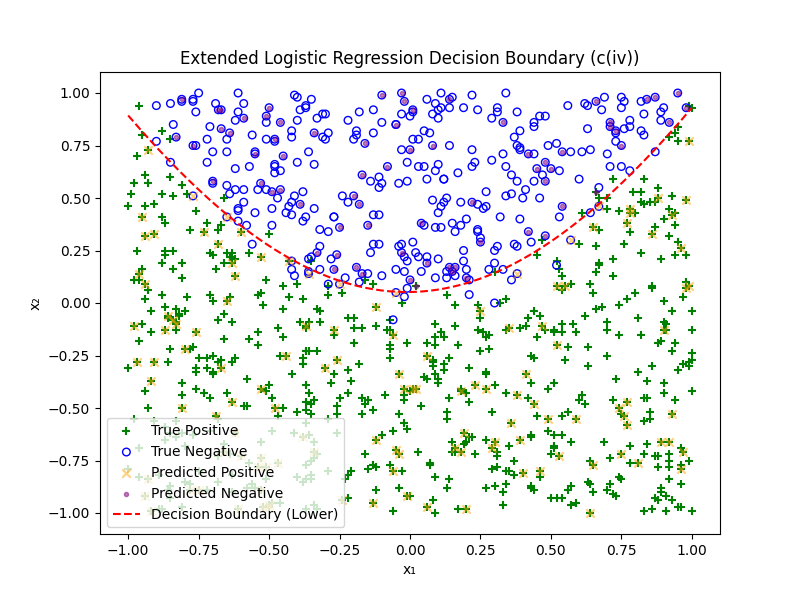 Extended Logistic Regression Decision Boundary (c(iv))
1.00
0.75
0.50
0.25
0.00
−0.25
−0.50
−0.75
−1.00
x₂
True Positive
True Negative
Predicted Positive
Predicted Negative
Decision Boundary (Lower)
−1.00 −0.75 −0.50 −0.25 0.00 0.25 0.50 0.75 1.00
x₁